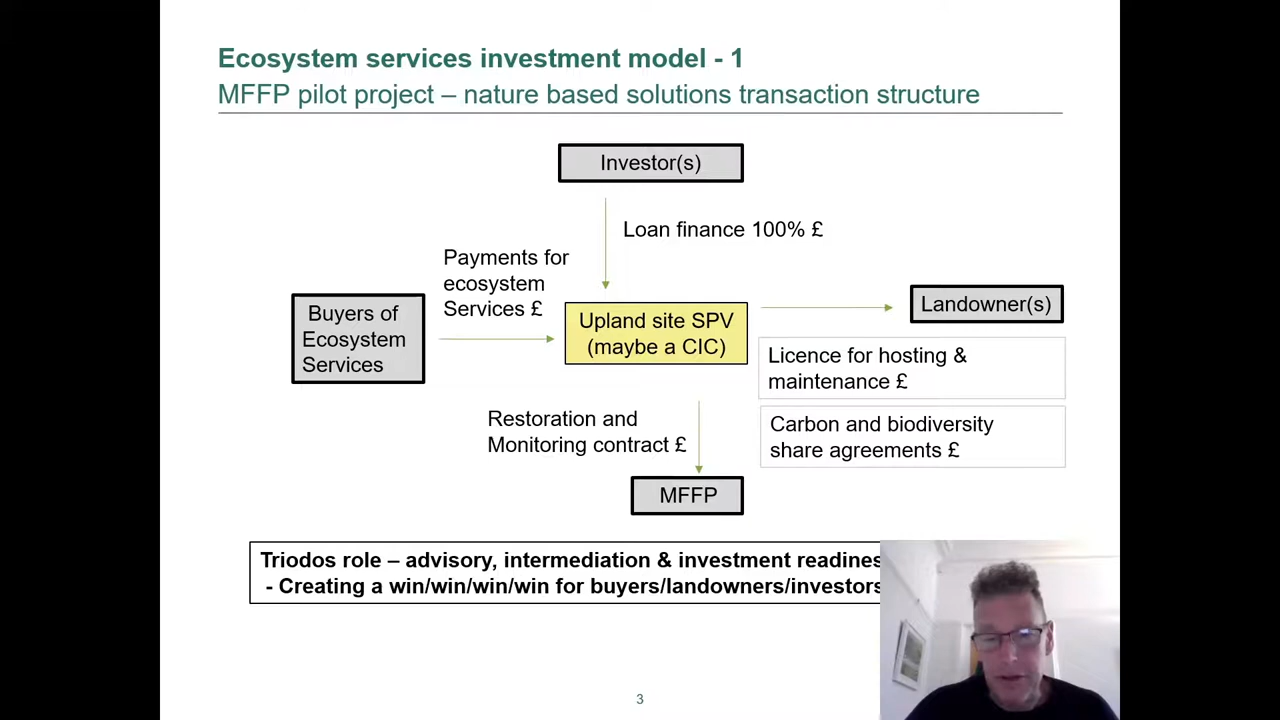 Ecosystem services investment model - 1
MFFP pilot project – nature based solutions transaction structure
Investor(s)
Loan finance 100% £
Payments for
ecosystem
Services £
Buyers of
Ecosystem
Services
Upland site SPV
(maybe a CIC)
Landowner(s)
Licence for hosting &
maintenance £
Carbon and biodiversity
share agreements £
Restoration and
Monitoring contract £
MFFP
Triodos role – advisory, intermediation & investment readines
- Creating a win/win/win/win for buyers/landowners/investors
3